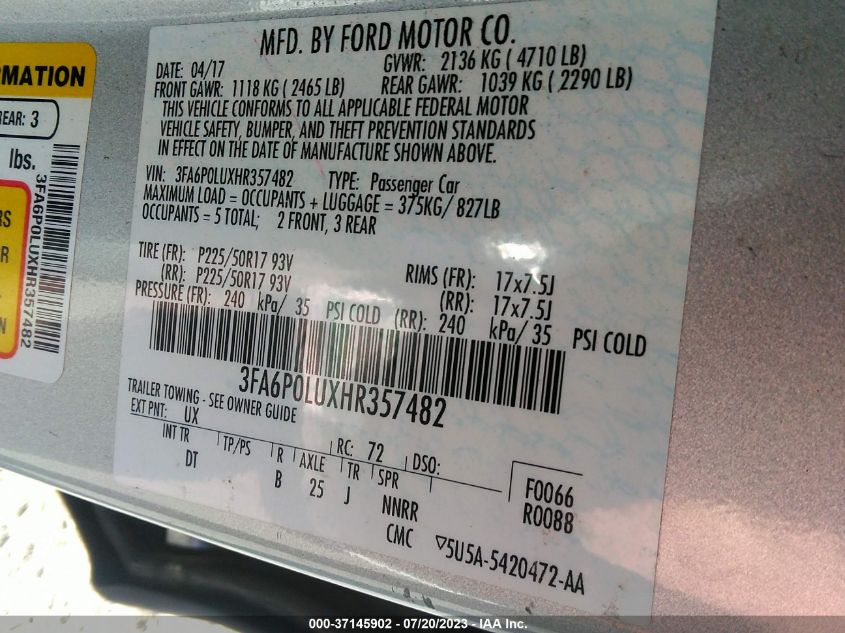 MFD. BY FORD MOTOR CO.
DATE: 04/17 GVWR: 2136 KG ( 4710 LB)
FRONT GAWR: 1118 KG ( 2465 LB) REAR GAWR: 1039 KG ( 2290 LB)
THIS VEHICLE CONFORMS TO ALL APPLICABLE FEDERAL MOTOR
VEHICLE SAFETY, BUMPER, AND THEFT PREVENTION STANDARDS
IN EFFECT ON THE DATE OF MANUFACTURE SHOWN ABOVE.
VIN: 3FA6P0LUXHR357482 TYPE: Passenger Car
MAXIMUM LOAD = OCCUPANTS + LUGGAGE = 375KG/ 827LB
OCCUPANTS = 5 TOTAL; 2 FRONT, 3 REAR
TIRE (FR): P225/50R17 93V RIMS (FR): 17x7.5J
(RR): P225/50R17 93V (RR): 17x7.5J
PRESSURE (FR): 240 kPa/ 35 PSI COLD (RR): 240 kPa/ 35 PSI COLD
3FA6P0LUXHR357482
TRAILER TOWING - SEE OWNER GUIDE
EXT PNT: UX RC: 72 DSO:
INT TR TP/PS R AXLE TR SPR
DT B 25 J NNRR
CMC
F0066
R0088
▽5U5A-5420472-AA
RMATION
REAR: 3
lbs.
3FA6P0LUXHR357482
RS
R
N
000-37145902 - 07/20/2023 - IAA Inc.